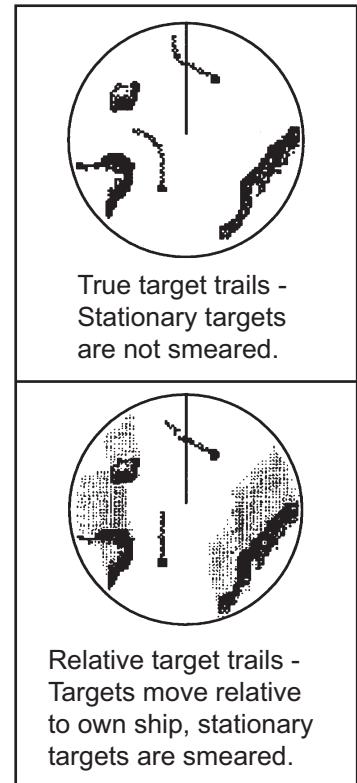 True target trails -
Stationary targets
are not smeared.
Relative target trails -
Targets move relative
to own ship, stationary
targets are smeared.